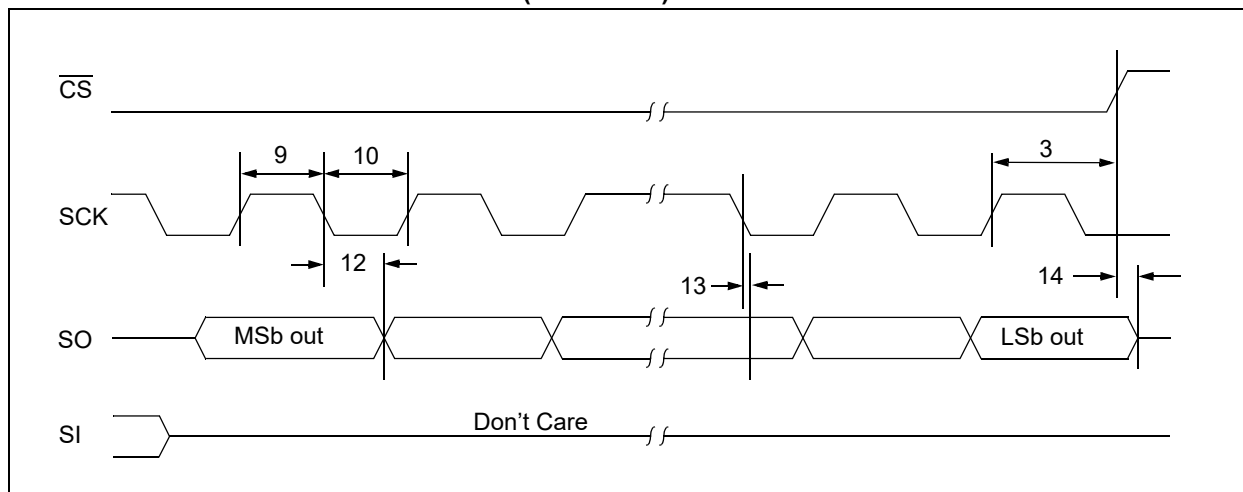 CS
9
10
3
SCK
12
13
14
SO
MSb out
LSb out
SI
Don't Care